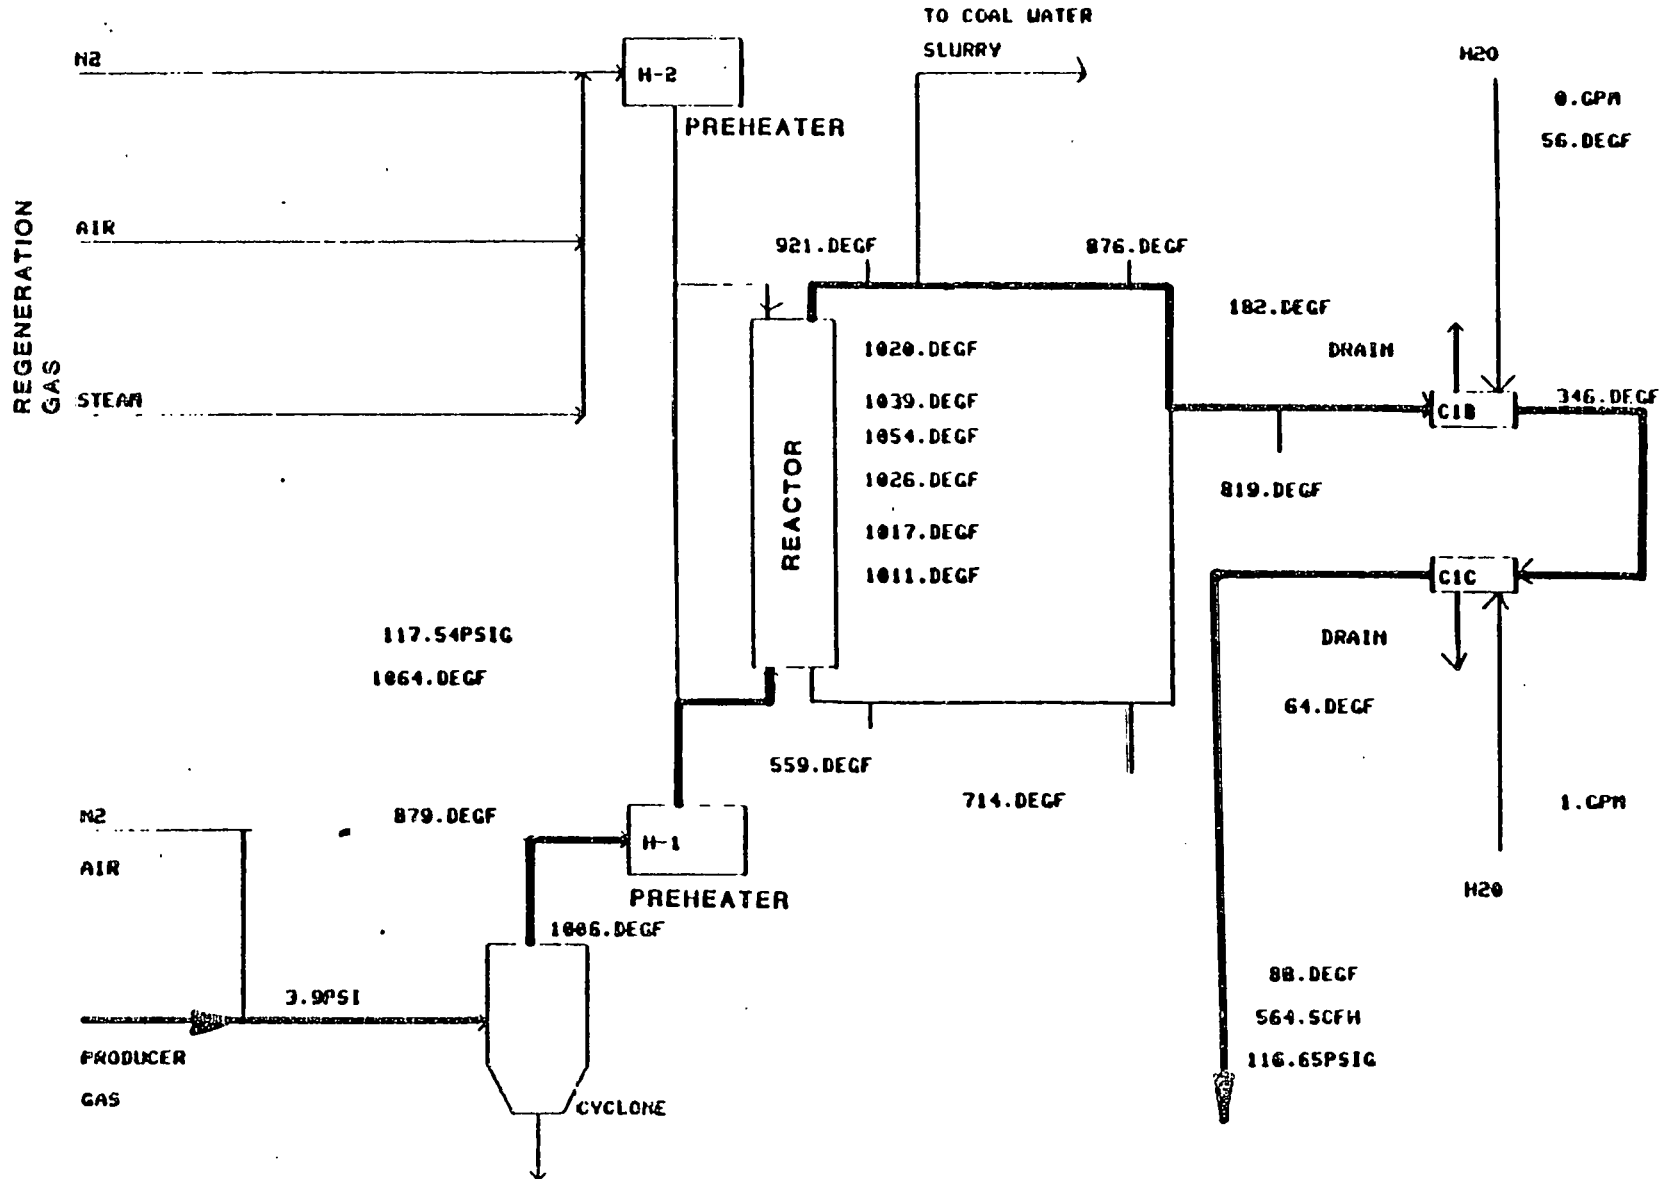 TO COAL WATER
SLURRY
N2
H-2
PREHEATER
H2O
0.GPM
56.DEGF
REGENERATION
GAS
AIR
STEAM
921.DEGF
876.DEGF
182.DEGF
DRAIN
C1B
346.DEGF
819.DEGF
REACTOR
1020.DEGF
1039.DEGF
1054.DEGF
1026.DEGF
1017.DEGF
1011.DEGF
C1C
DRAIN
64.DEGF
117.54PSIG
1064.DEGF
559.DEGF
714.DEGF
1.GPM
H2O
N2
AIR
879.DEGF
H-1
PREHEATER
1006.DEGF
3.9PSI
PRODUCER
GAS
CYCLONE
88.DEGF
564.SCFH
116.65PSIG